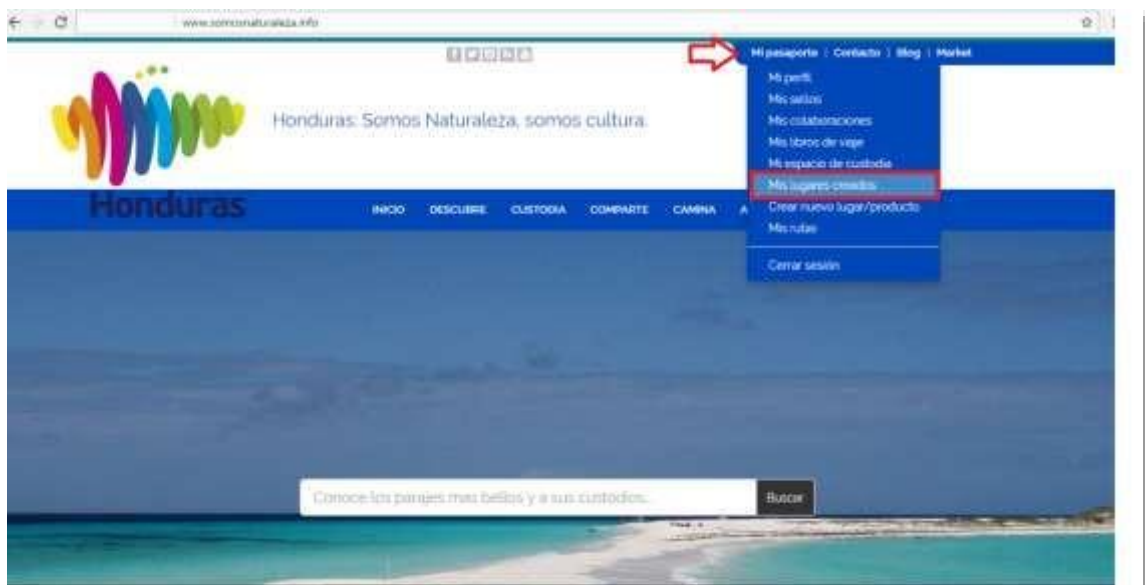 www.somosnaturaleza.info
Mi pasaporte | Contacto | Blog | Market
Mi perfil
Mis sellos
Mis colaboraciones
Mis libros de viaje
Mi espacio de custodia
Mis lugares creados
Crear nuevo lugar/producto
Mis rutas
Cerrar sesión
Honduras: Somos Naturaleza, somos cultura.
Honduras
INICIO DESCUBRE CUSTODIA COMPARTE CAMINA A
Conoce los parajes mas bellos y a sus custodios.
Buscar